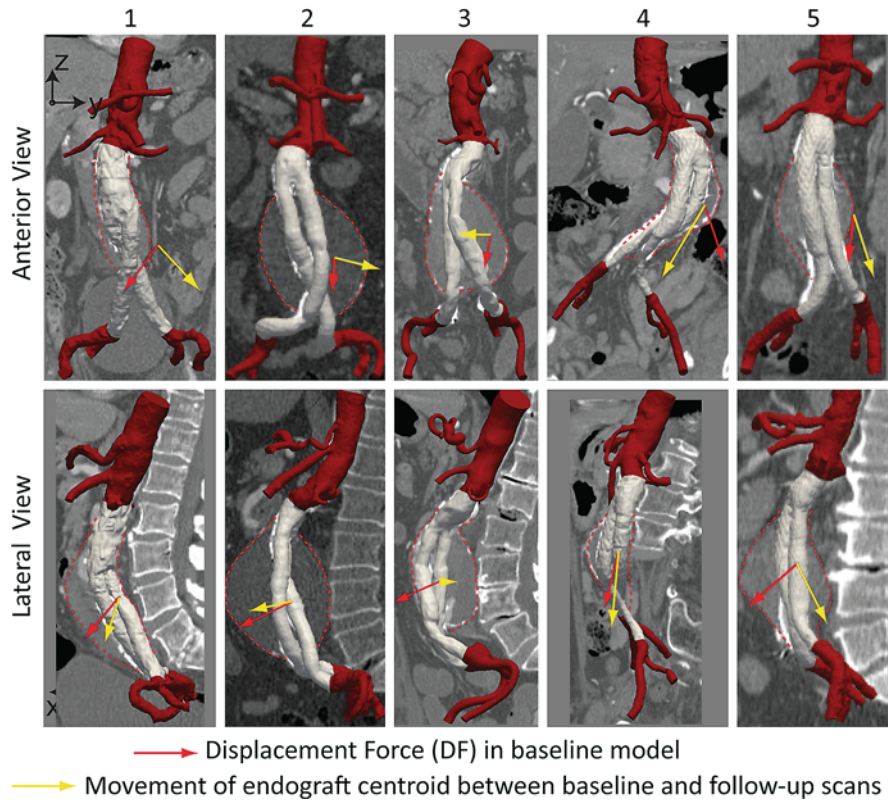 1 2 3 4 5
Z
y
Anterior View
Lateral View
X
Displacement Force (DF) in baseline model
Movement of endograft centroid between baseline and follow-up scans